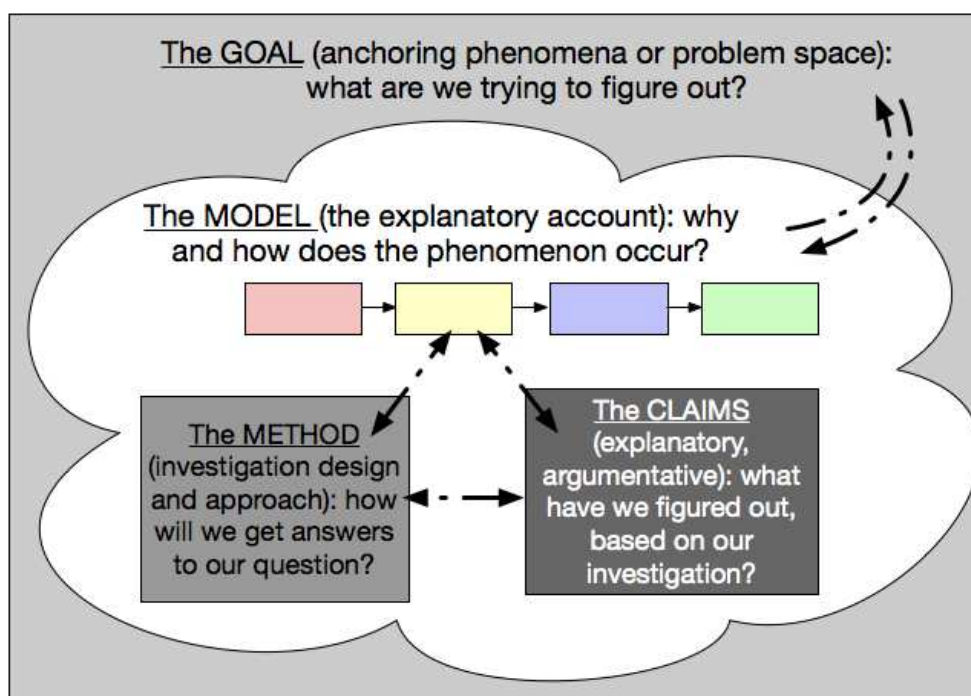 The GOAL (anchoring phenomena or problem space):
what are we trying to figure out?
The MODEL (the explanatory account): why
and how does the phenomenon occur?
The METHOD
(investigation design
and approach): how
will we get answers
to our question?
The CLAIMS
(explanatory,
argumentative): what
have we figured out,
based on our
investigation?